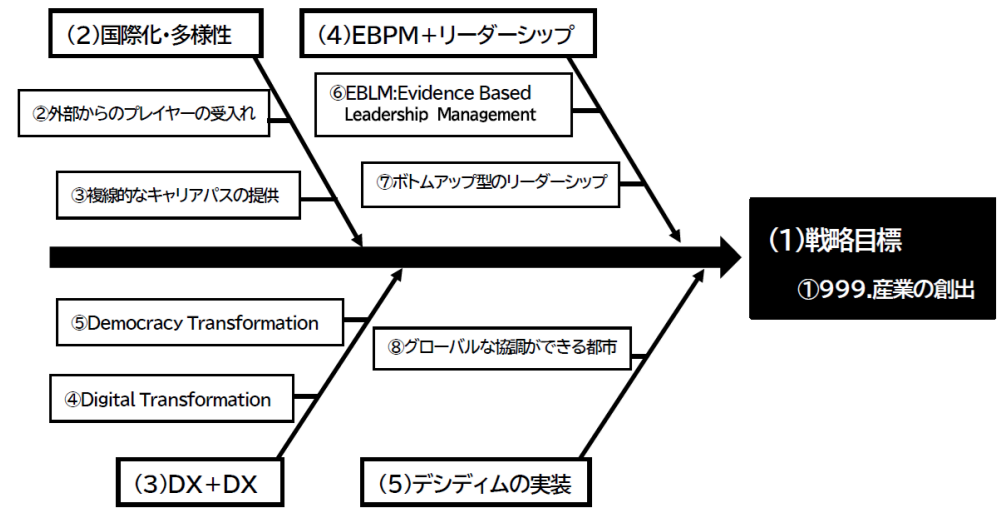 (2)国際化・多様性
(4)EBPM+リーダーシップ
⑥EBLM:Evidence Based
Leadership Management
②外部からのプレイヤーの受入れ
⑦ボトムアップ型のリーダーシップ
③複線的なキャリアパスの提供
(1)戦略目標
①999.産業の創出
⑤Democracy Transformation
⑧グローバルな協調ができる都市
④Digital Transformation
(3)DX+DX
(5)デシディムの実装